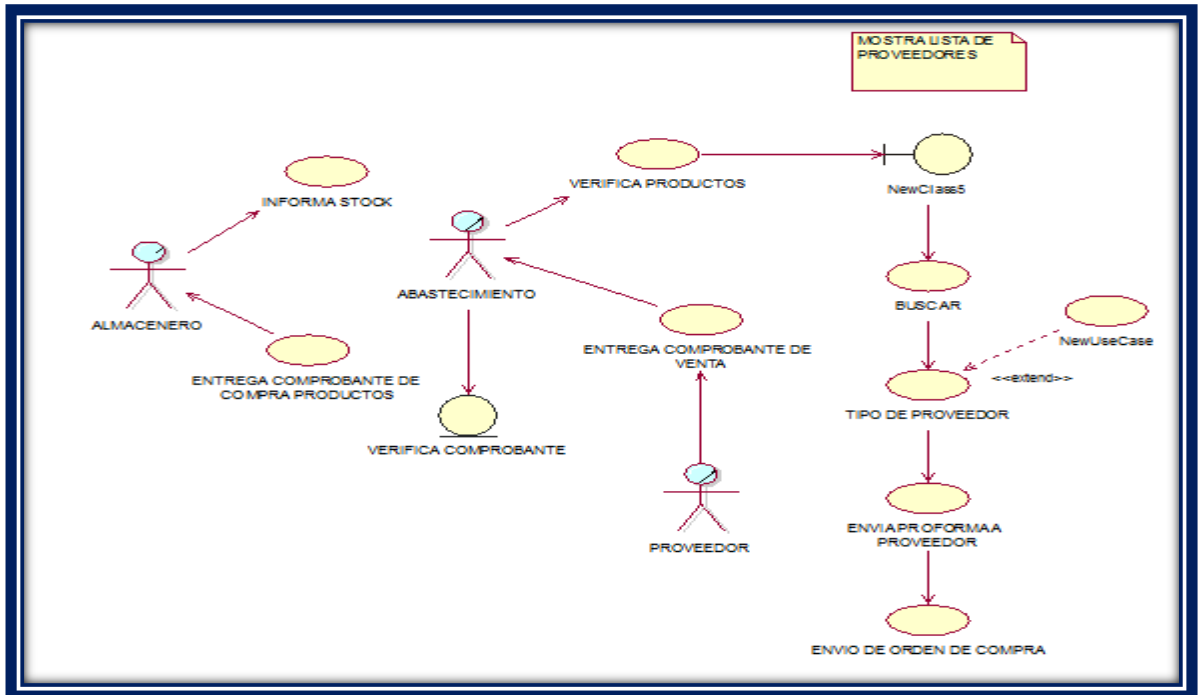 MOSTRA LISTA DE
PROVEEDORES
VERIFICA PRODUCTOS
NewClass5
INFORMA STOCK
ABASTECIMIENTO
BUSCAR
ALMACENERO
ENTREGA COMPROBANTE DE
VENTA
NewUseCase
ENTREGA COMPROBANTE DE
COMPRA PRODUCTOS
<<extend>>
TIPO DE PROVEEDOR
VERIFICA COMPROBANTE
ENVIA PROFORMA A
PROVEEDOR
PROVEEDOR
ENVIO DE ORDEN DE COMPRA